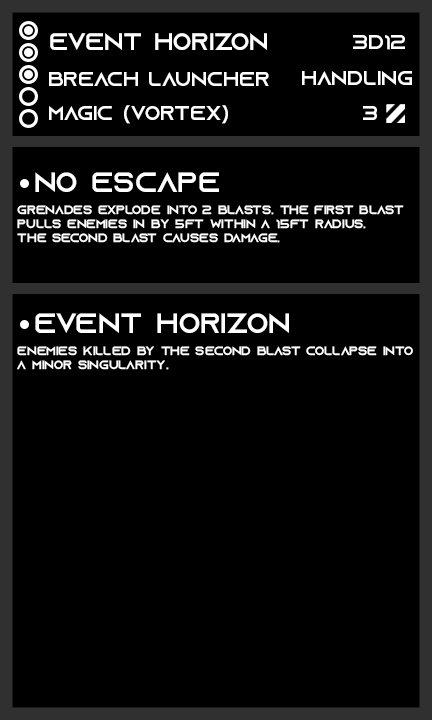 EVENT HORIZON 3D12
BREACH LAUNCHER HANDLING
MAGIC (VORTEX) 3
•NO ESCAPE
GRENADES EXPLODE INTO 2 BLASTS. THE FIRST BLAST
PULLS ENEMIES IN BY 5FT WITHIN A 15FT RADIUS.
THE SECOND BLAST CAUSES DAMAGE.
•EVENT HORIZON
ENEMIES KILLED BY THE SECOND BLAST COLLAPSE INTO
A MINOR SINGULARITY.